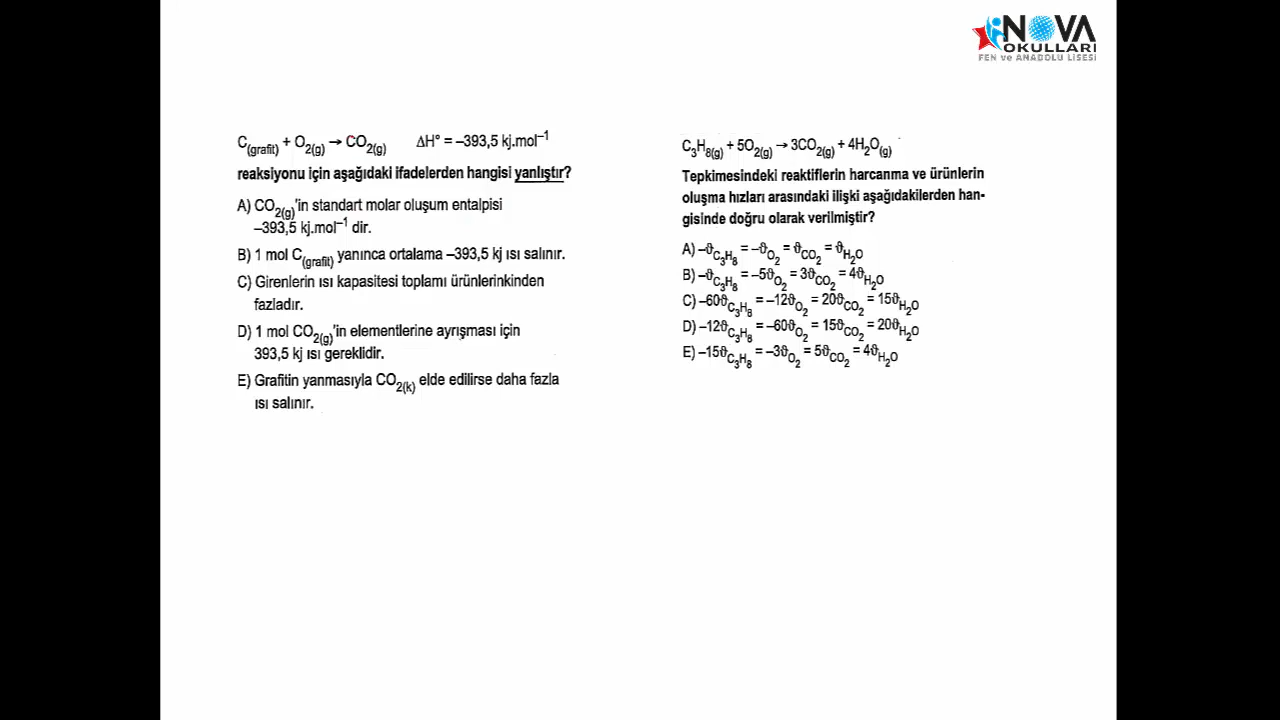 NOVA
OKULLARI
FEN ve ANADOLU LİSESİ
C(grafit) + O2(g) → CO2(g) ΔH° = –393,5 kj.mol–1
reaksiyonu için aşağıdaki ifadelerden hangisi yanlıştır?
A) CO2(g)'in standart molar oluşum entalpisi
–393,5 kj.mol–1 dir.
B) 1 mol C(grafit) yanınca ortalama –393,5 kj ısı salınır.
C) Girenlerin ısı kapasitesi toplamı ürünlerinkinden
fazladır.
D) 1 mol CO2(g)'in elementlerine ayrışması için
393,5 kj ısı gereklidir.
E) Grafitin yanmasıyla CO2(k) elde edilirse daha fazla
ısı salınır.
C3H8(g) + 5O2(g) → 3CO2(g) + 4H2O(g)
Tepkimesindeki reaktiflerin harcanma ve ürünlerin
oluşma hızları arasındaki ilişki aşağıdakilerden han-
gisinde doğru olarak verilmiştir?
A) –ϑC3H8 = –ϑO2 = ϑCO2 = ϑH2O
B) –ϑC3H8 = –5ϑO2 = 3ϑCO2 = 4ϑH2O
C) –60ϑC3H8 = –12ϑO2 = 20ϑCO2 = 15ϑH2O
D) –12ϑC3H8 = –60ϑO2 = 15ϑCO2 = 20ϑH2O
E) –15ϑC3H8 = –3ϑO2 = 5ϑCO2 = 4ϑH2O